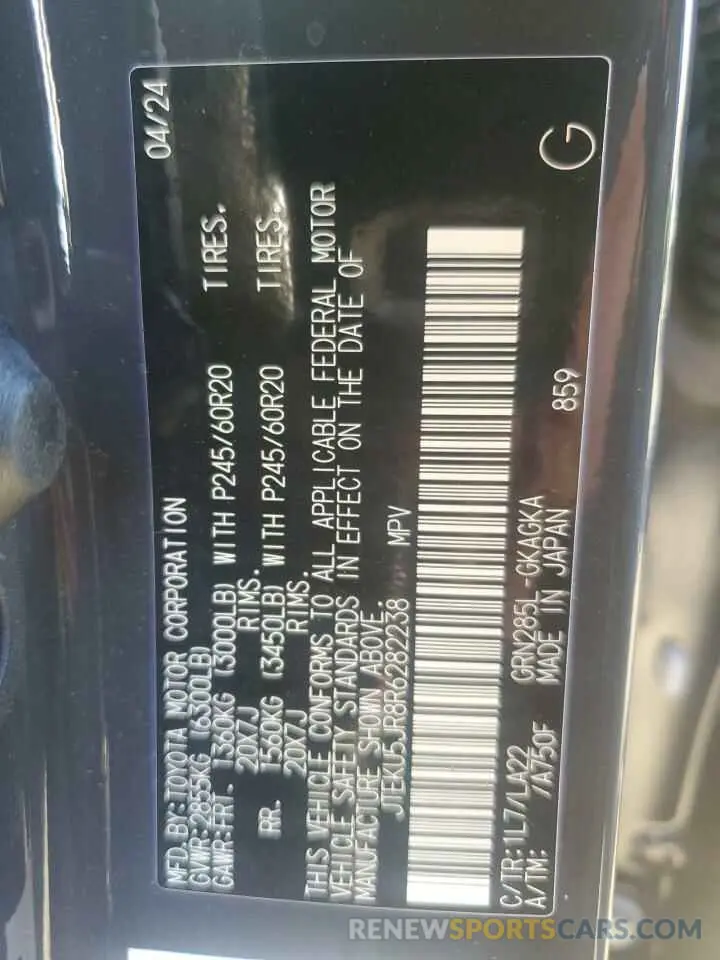 MFD.BY:TOYOTA MOTOR CORPORATION 04/24
GVWR:2855KG (6300LB)
GAWR:FRT. 1360KG (3000LB) WITH P245/60R20 TIRES.
20X7J RIMS.
RR. 1560KG (3450LB) WITH P245/60R20 TIRES.
20X7J RIMS.
THIS VEHICLE CONFORMS TO ALL APPLICABLE FEDERAL MOTOR
VEHICLE SAFETY STANDARDS IN EFFECT ON THE DATE OF
MANUFACTURE SHOWN ABOVE.
JTEKU5JR8R6282238 MPV
C/TR:1L7/LA22 GRN285L-GKAGKA
A/TM: /A750F MADE IN JAPAN 859
G
RENEWSPORTSCARS.COM